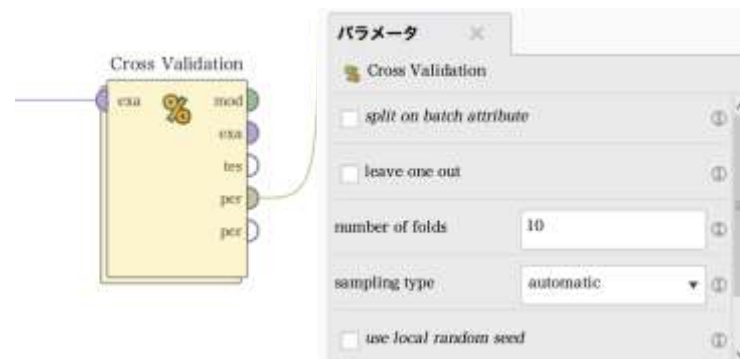 Cross Validation
exa
mod
exa
tes
per
per
パラメータ
Cross Validation
split on batch attribute
leave one out
number of folds
10
sampling type
automatic
use local random seed